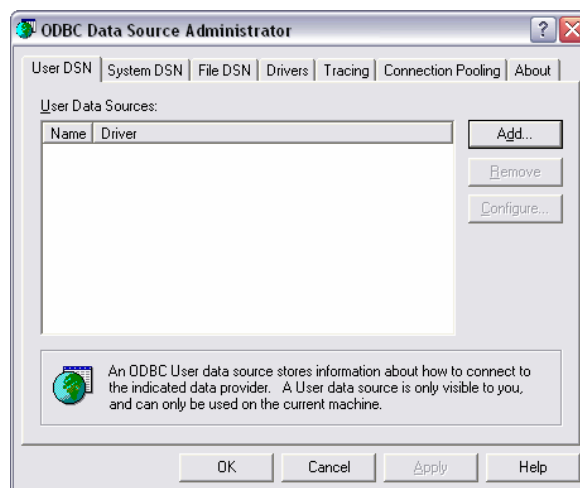 ODBC Data Source Administrator
User DSN System DSN File DSN Drivers Tracing Connection Pooling About
User Data Sources:
Name Driver
Add...
Remove
Configure...
An ODBC User data source stores information about how to connect to
the indicated data provider. A User data source is only visible to you,
and can only be used on the current machine.
OK Cancel Apply Help